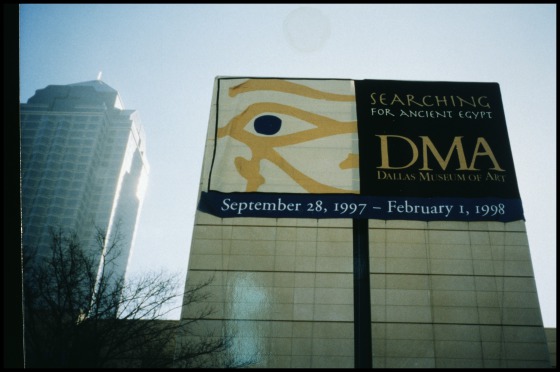 SEARCHING
FOR ANCIENT EGYPT
DMA
DALLAS MUSEUM OF ART
September 28, 1997 – February 1, 1998